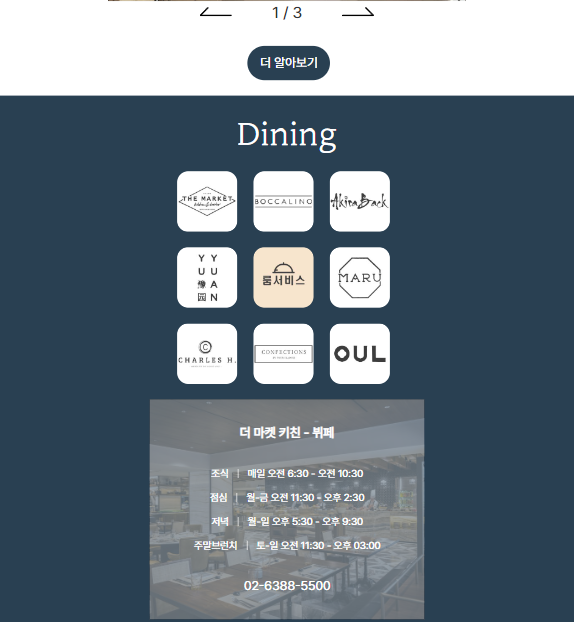 1 / 3
더 알아보기
Dining
THE MARKET
BOCCALINO
Akira Back
YUU YUAN
豫园
룸서비스
MARU
CHARLES H.
CONFECTIONS
OUL
더 마켓 키친 - 뷔페
조식 | 매일 오전 6:30 - 오전 10:30
점심 | 월-금 오전 11:30 - 오후 2:30
저녁 | 월-일 오후 5:30 - 오후 9:30
주말브런치 | 토-일 오전 11:30 - 오후 03:00
02-6388-5500